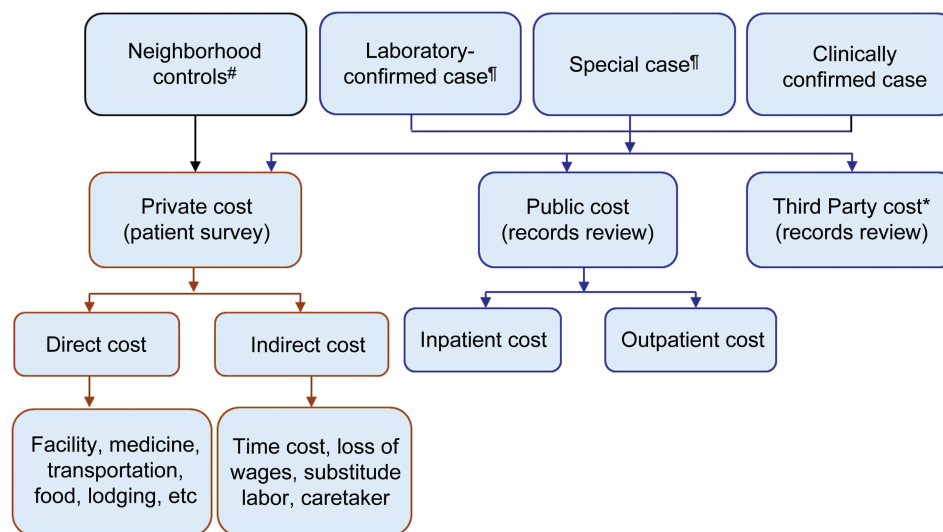 Neighborhood
controls#
Laboratory-
confirmed case¶
Special case¶
Clinically
confirmed case
Private cost
(patient survey)
Public cost
(records review)
Third Party cost*
(records review)
Direct cost
Indirect cost
Inpatient cost
Outpatient cost
Facility, medicine,
transportation,
food, lodging, etc
Time cost, loss of
wages, substitude
labor, caretaker